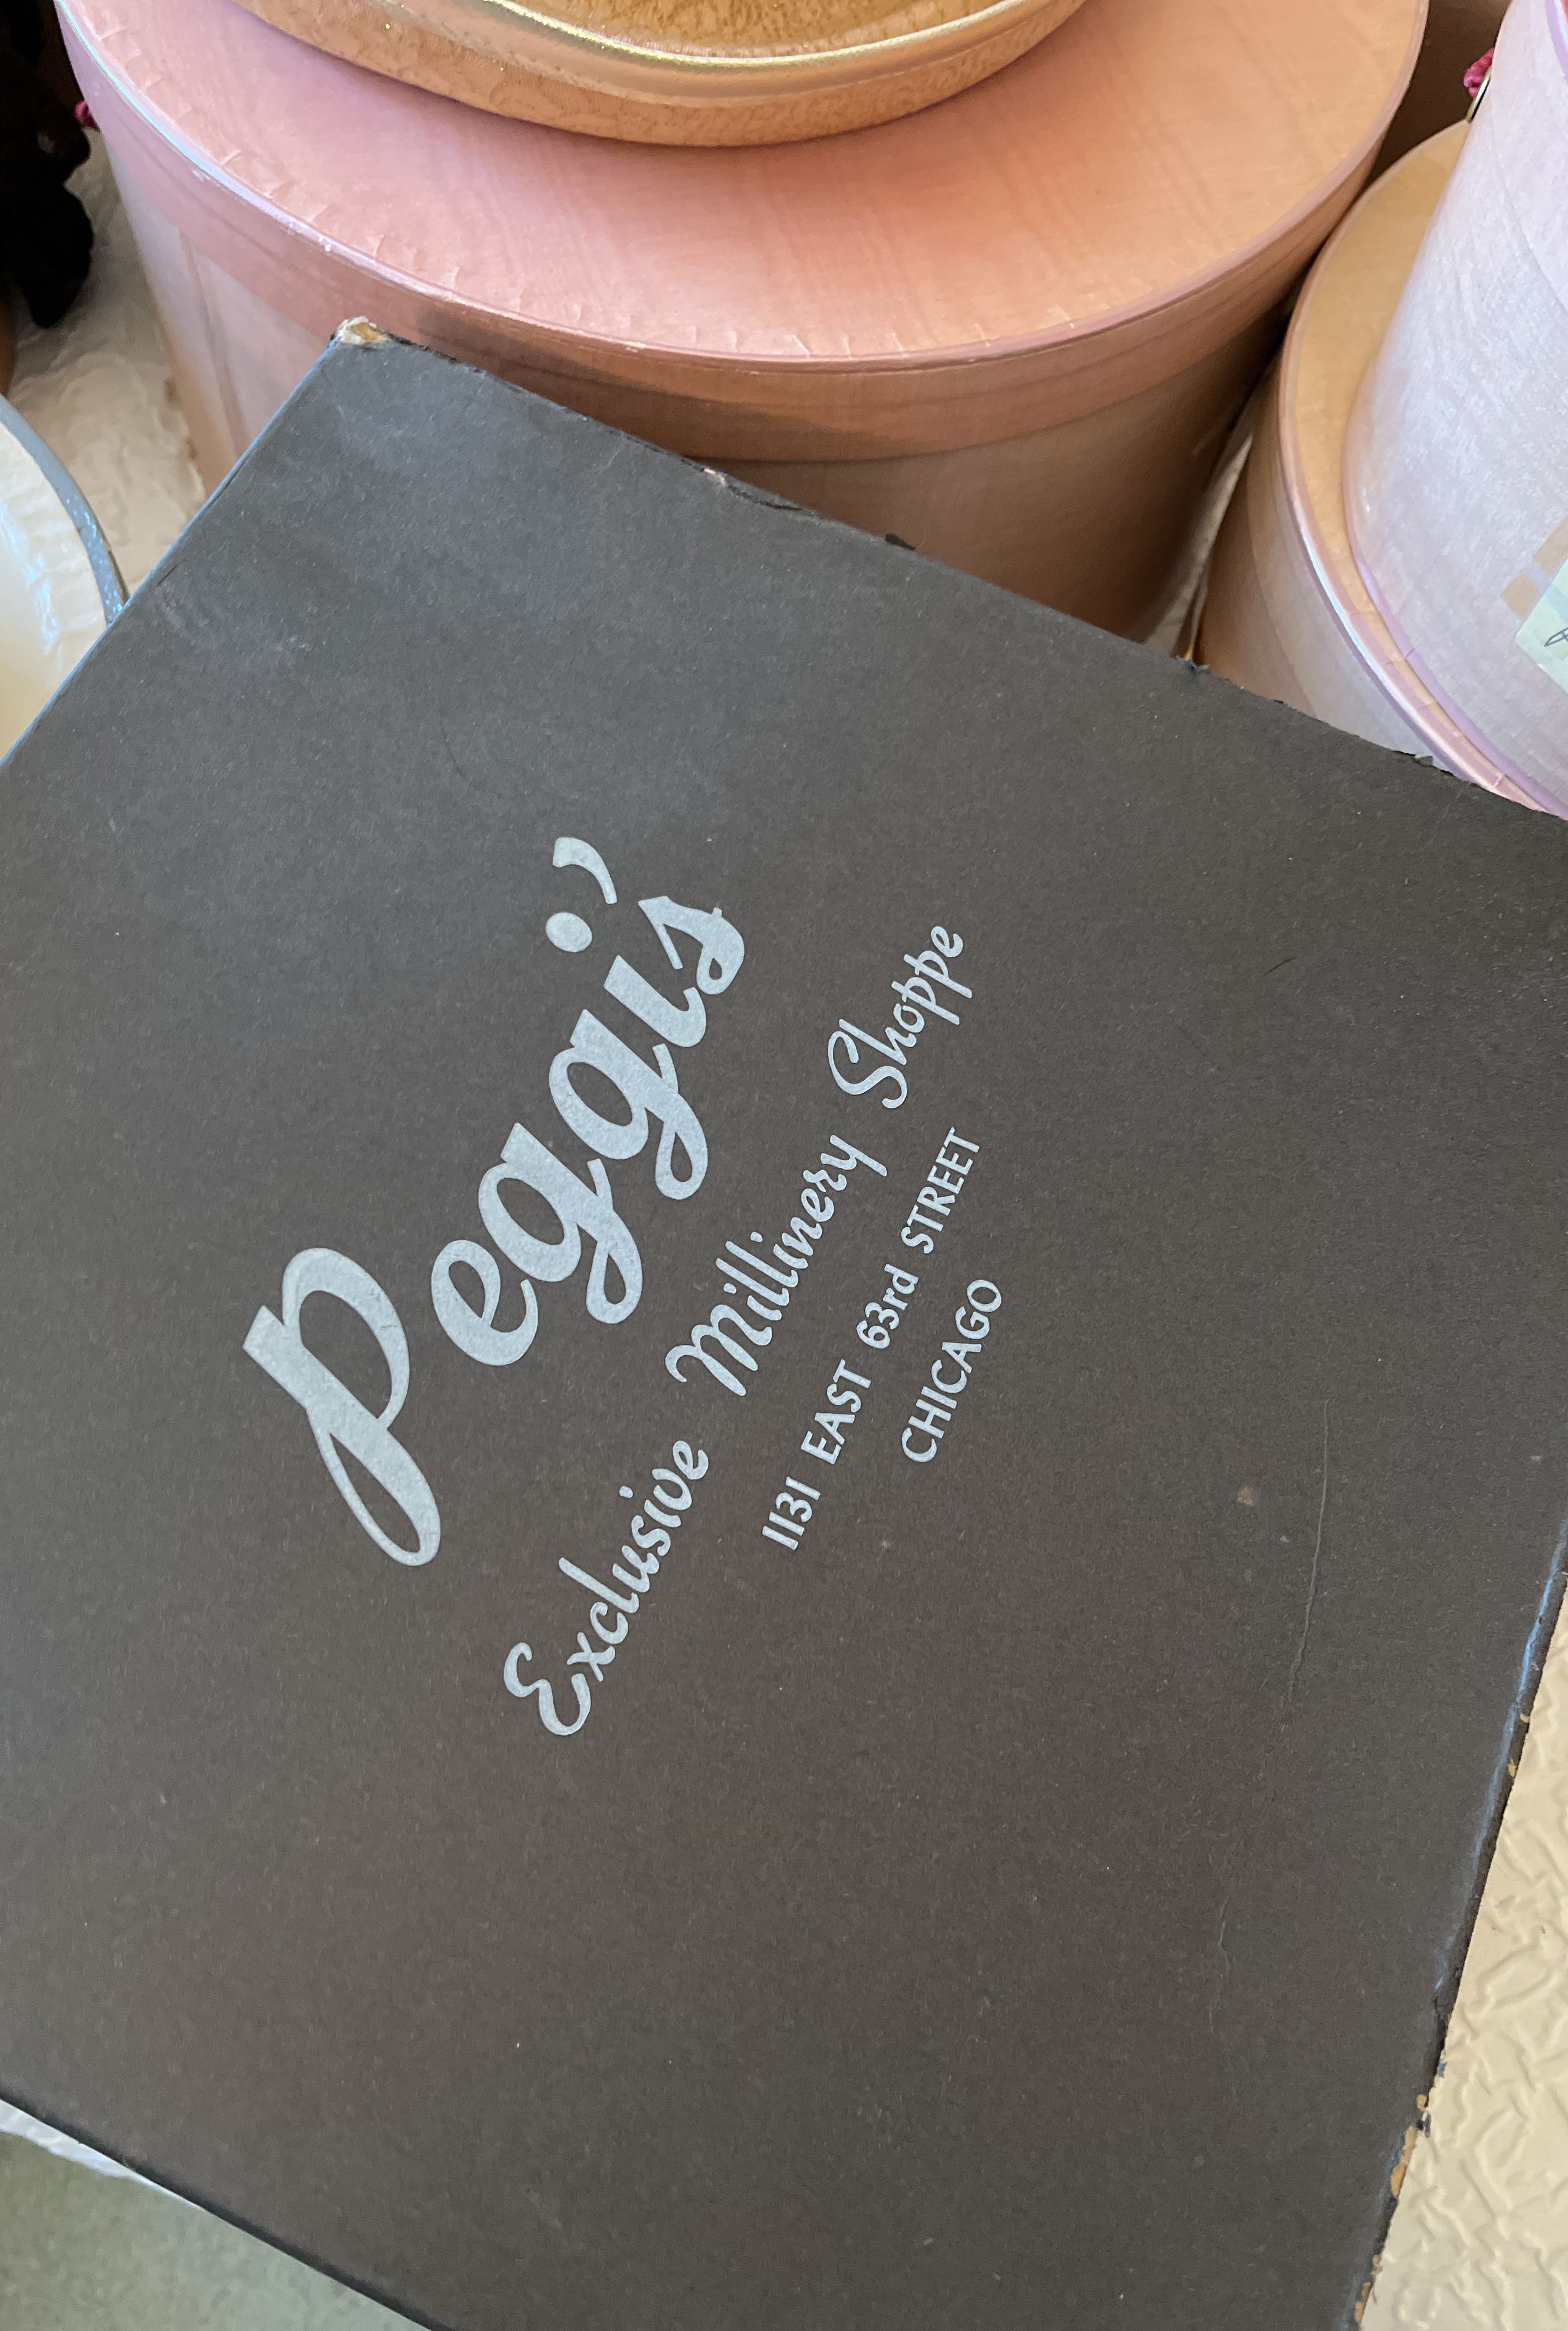 Peggi's
Exclusive Millinery Shoppe
1131 EAST 63rd STREET
CHICAGO